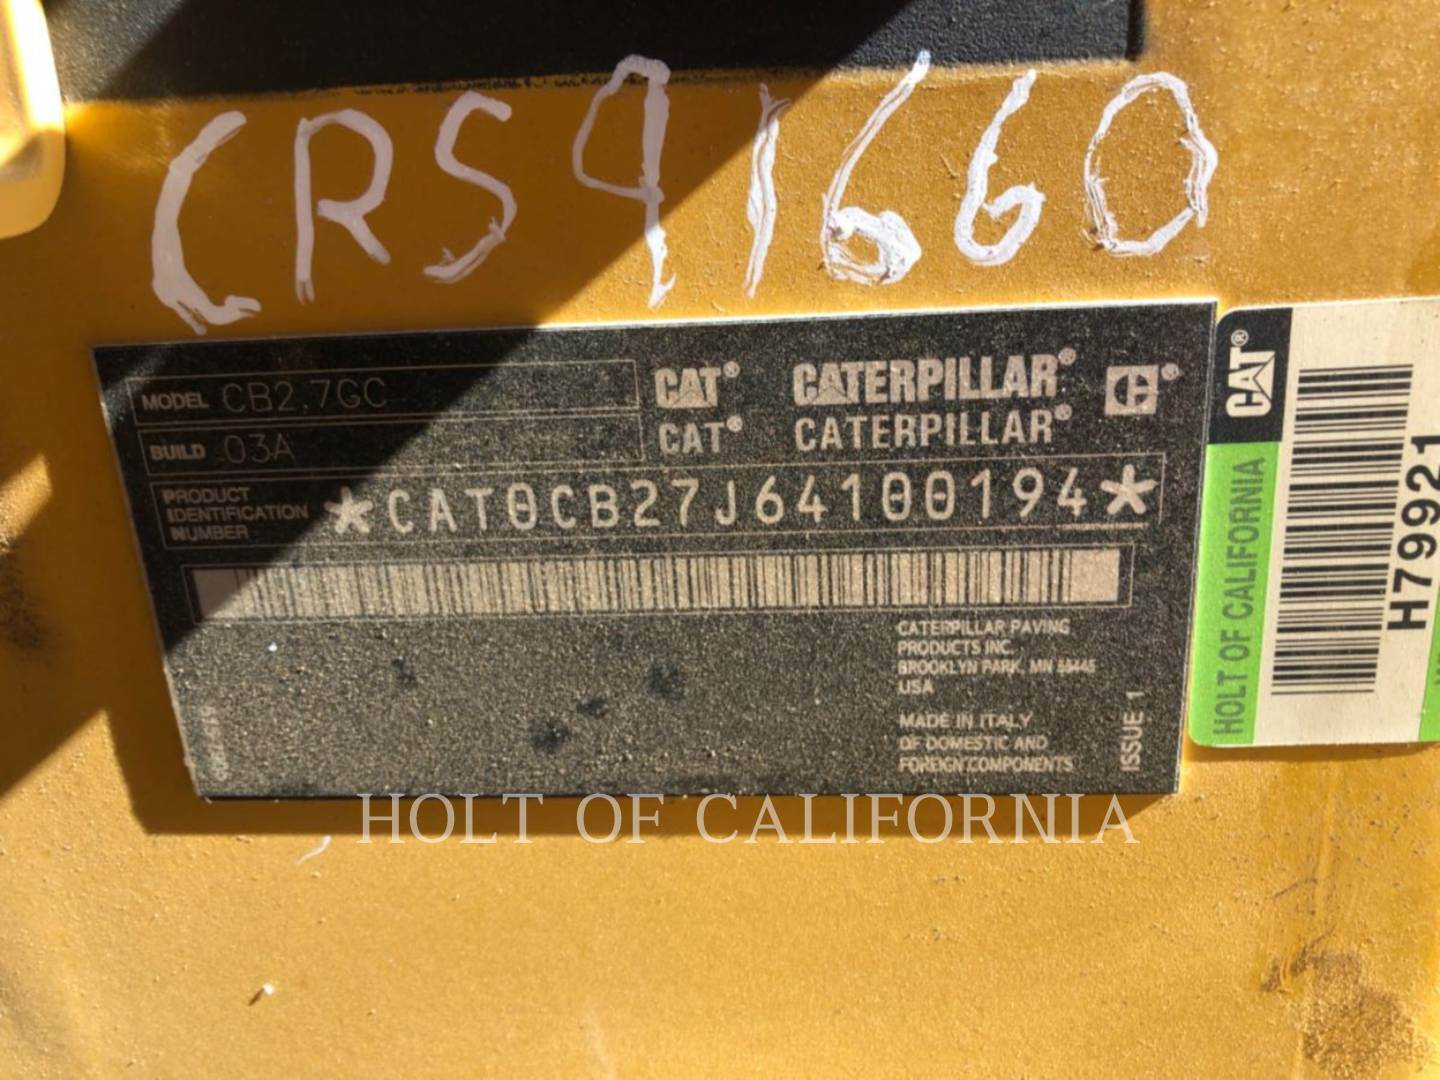 CRS91660
MODEL CB2.7GC
BUILD 03A
CAT® CATERPILLAR®
CAT® CATERPILLAR®
PRODUCT
IDENTIFICATION
NUMBER
*CAT0CB27J64100194*
CATERPILLAR PAVING
PRODUCTS INC.
BROOKLYN PARK, MN 55445
USA
MADE IN ITALY
OF DOMESTIC AND
FOREIGN COMPONENTS
ISSUE 1
CAT®
HOLT OF CALIFORNIA
H79921
HOLT OF CALIFORNIA